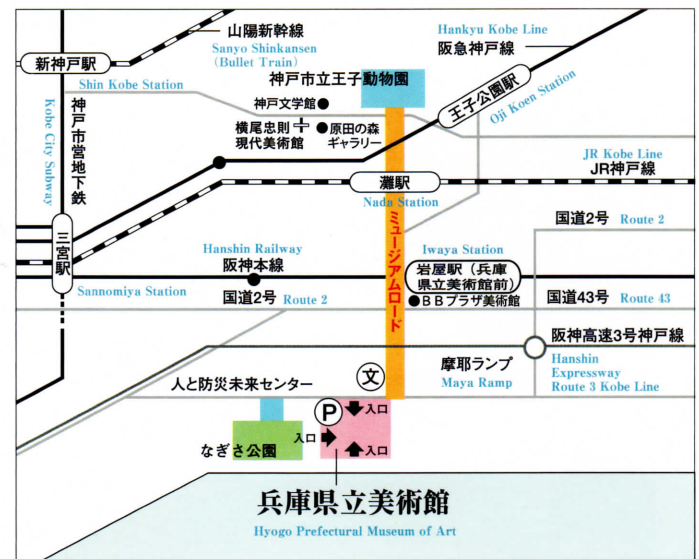 山陽新幹線
Sanyo Shinkansen
(Bullet Train)
Hankyu Kobe Line
阪急神戸線
新神戸駅
Shin Kobe Station
神戸市立王子動物園
神戸文学館
横尾忠則
現代美術館
原田の森
ギャラリー
王子公園駅
Oji Koen Station
Kobe City Subway
神戸市営地下鉄
JR Kobe Line
JR神戸線
灘駅
Nada Station
ミュージアムロード
国道2号 Route 2
三宮駅
Sannomiya Station
Hanshin Railway
阪神本線
Iwaya Station
岩屋駅(兵庫
県立美術館前)
BBプラザ美術館
国道2号 Route 2
国道43号 Route 43
阪神高速3号神戸線
Hanshin
Expressway
Route 3 Kobe Line
摩耶ランプ
Maya Ramp
人と防災未来センター
文
P
入口
入口
入口
なぎさ公園
兵庫県立美術館
Hyogo Prefectural Museum of Art